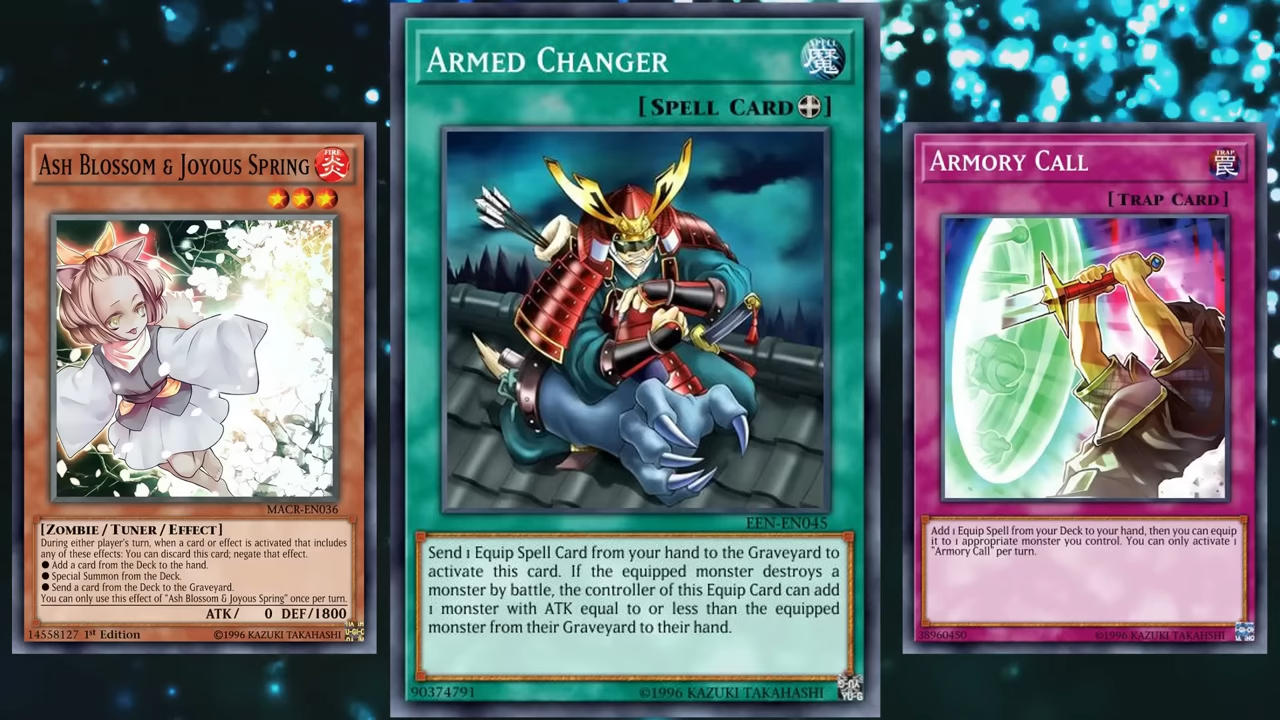 ASH BLOSSOM & JOYOUS SPRING
FIRE
炎
MACR-EN036
[ZOMBIE / TUNER / EFFECT]
During either player's turn, when a card or effect is activated that includes
any of these effects: You can discard this card; negate that effect.
● Add a card from the Deck to the hand.
● Special Summon from the Deck.
● Send a card from the Deck to the Graveyard.
You can only use this effect of "Ash Blossom & Joyous Spring" once per turn.
ATK/ 0 DEF/1800
14558127 1st Edition ©1996 KAZUKI TAKAHASHI
ARMED CHANGER
SPELL
魔
[SPELL CARD]
EEN-EN045
Send 1 Equip Spell Card from your hand to the Graveyard to
activate this card. If the equipped monster destroys a
monster by battle, the controller of this Equip Card can add
1 monster with ATK equal to or less than the equipped
monster from their Graveyard to their hand.
90374791 ©1996 KAZUKI TAKAHASHI
ARMORY CALL
TRAP
罠
[TRAP CARD]
Add 1 Equip Spell from your Deck to your hand, then you can equip
it to 1 appropriate monster you control. You can only activate 1
"Armory Call" per turn.
38960450 ©1996 KAZUKI TAKAHSHI